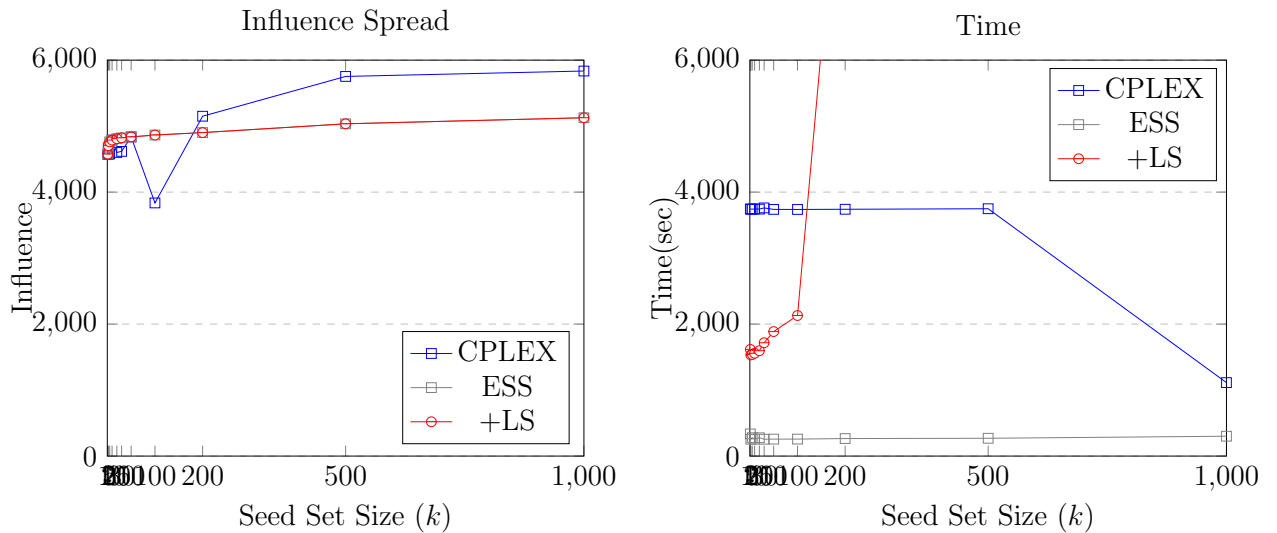 Influence Spread
6,000
4,000
2,000
0
Influence
100
200
500
1,000
Seed Set Size (k)
CPLEX
ESS
+LS
Time
6,000
4,000
2,000
0
Time(sec)
100
200
500
1,000
Seed Set Size (k)
CPLEX
ESS
+LS